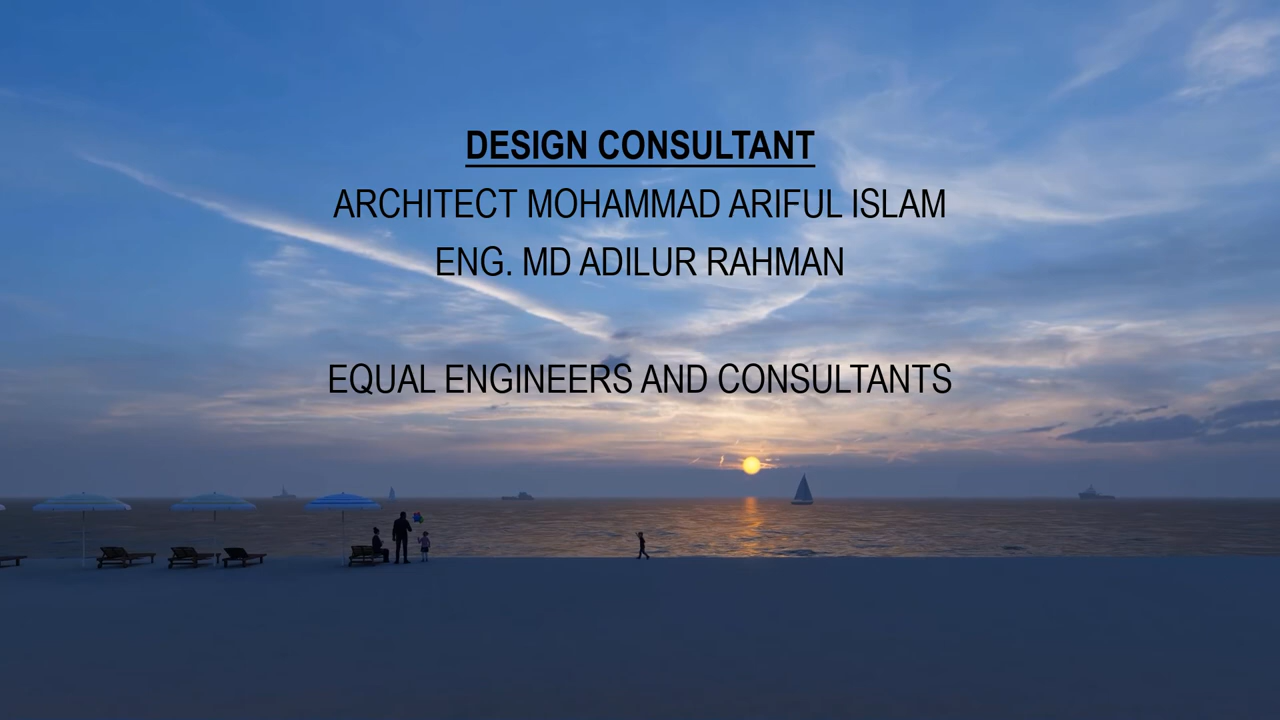 DESIGN CONSULTANT
ARCHITECT MOHAMMAD ARIFUL ISLAM
ENG. MD ADILUR RAHMAN
EQUAL ENGINEERS AND CONSULTANTS